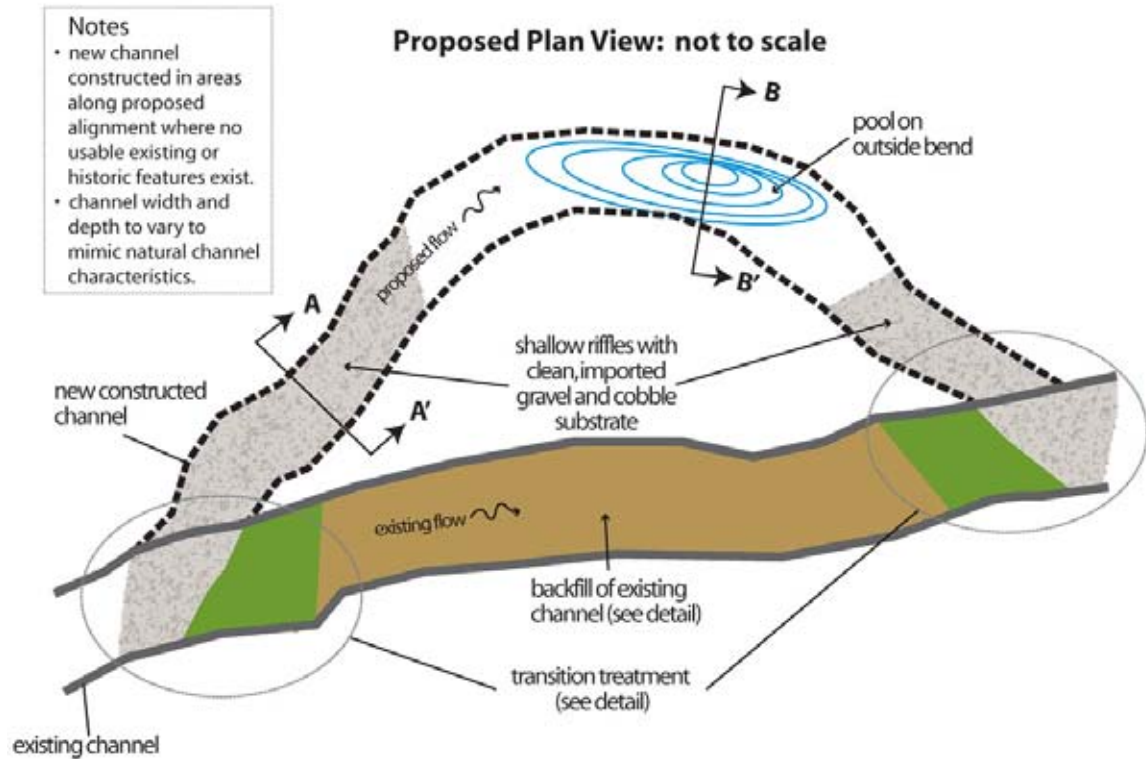 Notes
• new channel
constructed in areas
along proposed
alignment where no
usable existing or
historic features exist.
• channel width and
depth to vary to
mimic natural channel
characteristics.
Proposed Plan View: not to scale
B
pool on
outside bend
proposed flow
B'
A
shallow riffles with
clean, imported
gravel and cobble
substrate
new constructed
channel
A'
existing flow
backfill of existing
channel (see detail)
transition treatment
(see detail)
existing channel